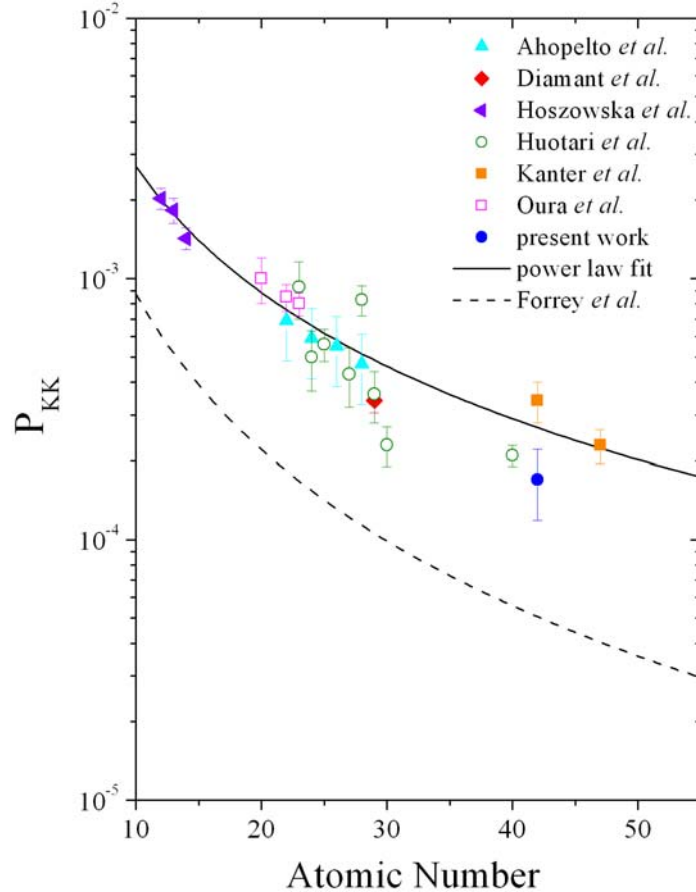 10⁻²
Ahopelto et al.
Diamant et al.
Hoszowska et al.
Huotari et al.
Kanter et al.
Oura et al.
present work
power law fit
Forrey et al.
10⁻³
P_KK
10⁻⁴
10⁻⁵
10 20 30 40 50
Atomic Number